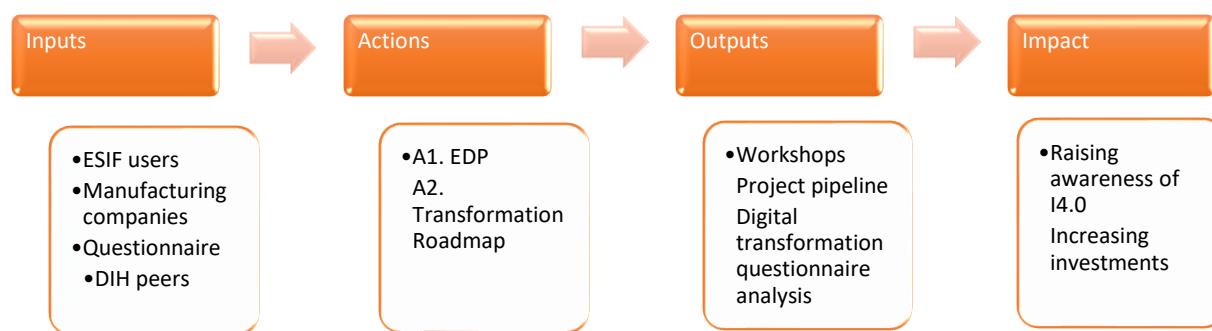 Inputs
•ESIF users
•Manufacturing
companies
•Questionnaire
•DIH peers
Actions
•A1. EDP
A2.
Transformation
Roadmap
Outputs
•Workshops
Project pipeline
Digital
transformation
questionnaire
analysis
Impact
•Raising
awareness of
I4.0
Increasing
investments